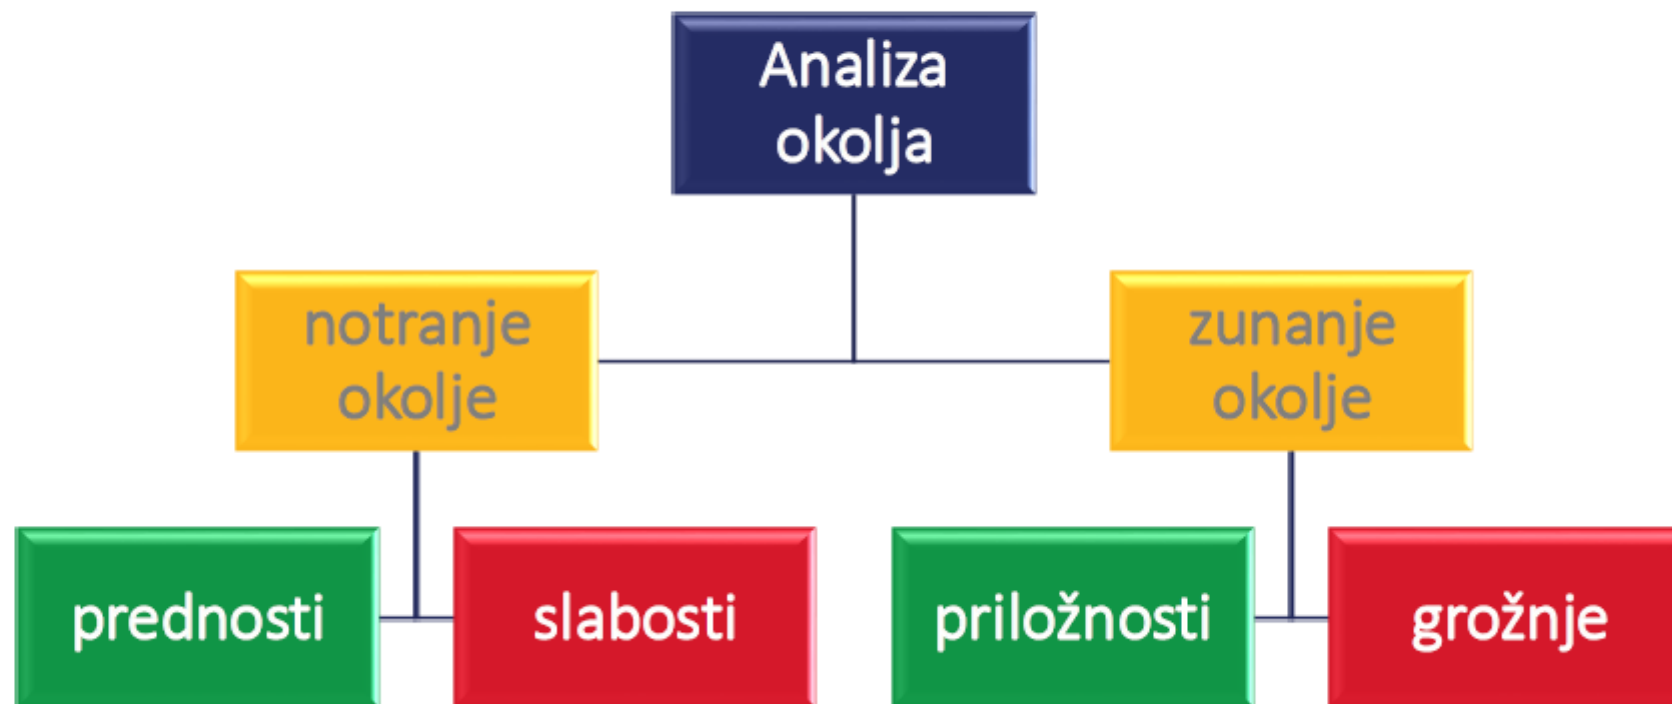 Analiza
okolja
notranje
okolje
zunanje
okolje
prednosti
slabosti
priložnosti
grožnje